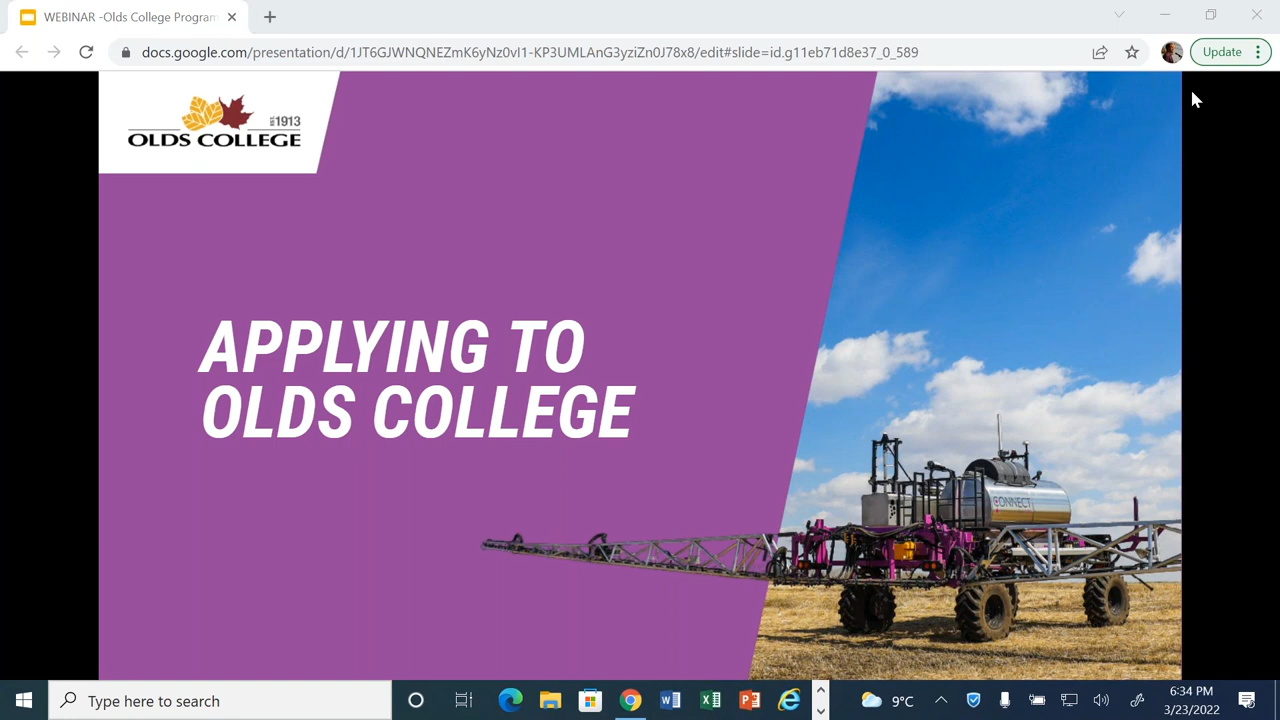 WEBINAR -Olds College Program
docs.google.com/presentation/d/1JT6GJWNQNEZmK6yNz0vI1-KP3UMLAnG3yziZn0J78x8/edit#slide=id.g11eb71d8e37_0_589
Update
EST. 1913
OLDS COLLEGE
APPLYING TO
OLDS COLLEGE
CONNECT
Type here to search
9°C
6:34 PM
3/23/2022